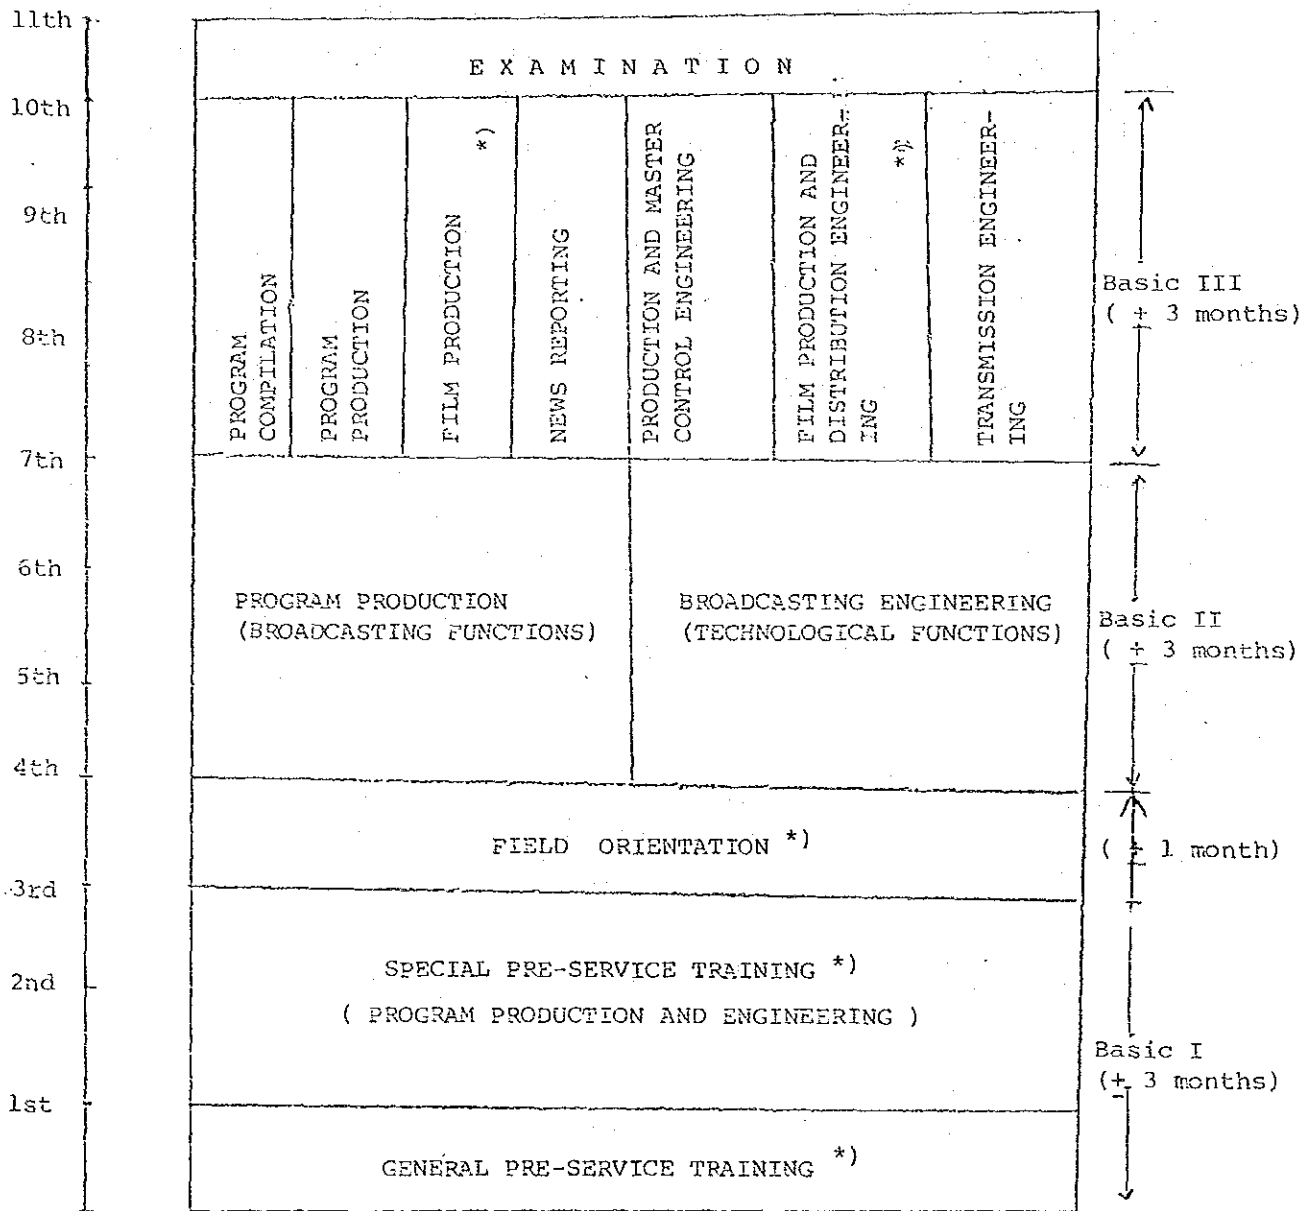 11th
E X A M I N A T I O N
10th
9th
8th
7th
6th
5th
4th
3rd
2nd
1st
PROGRAM
COMPILATION
PROGRAM
PRODUCTION
FILM PRODUCTION *)
NEWS REPORTING
PRODUCTION AND MASTER
CONTROL ENGINEERING
FILM PRODUCTION AND
DISTRIBUTION ENGINEER-
ING *)
TRANSMISSION ENGINEER-
ING
Basic III
( + 3 months)
PROGRAM PRODUCTION
(BROADCASTING FUNCTIONS)
BROADCASTING ENGINEERING
(TECHNOLOGICAL FUNCTIONS)
Basic II
( ± 3 months)
FIELD ORIENTATION *)
( ± 1 month)
SPECIAL PRE-SERVICE TRAINING *)
( PROGRAM PRODUCTION AND ENGINEERING )
Basic I
(± 3 months)
GENERAL PRE-SERVICE TRAINING *)